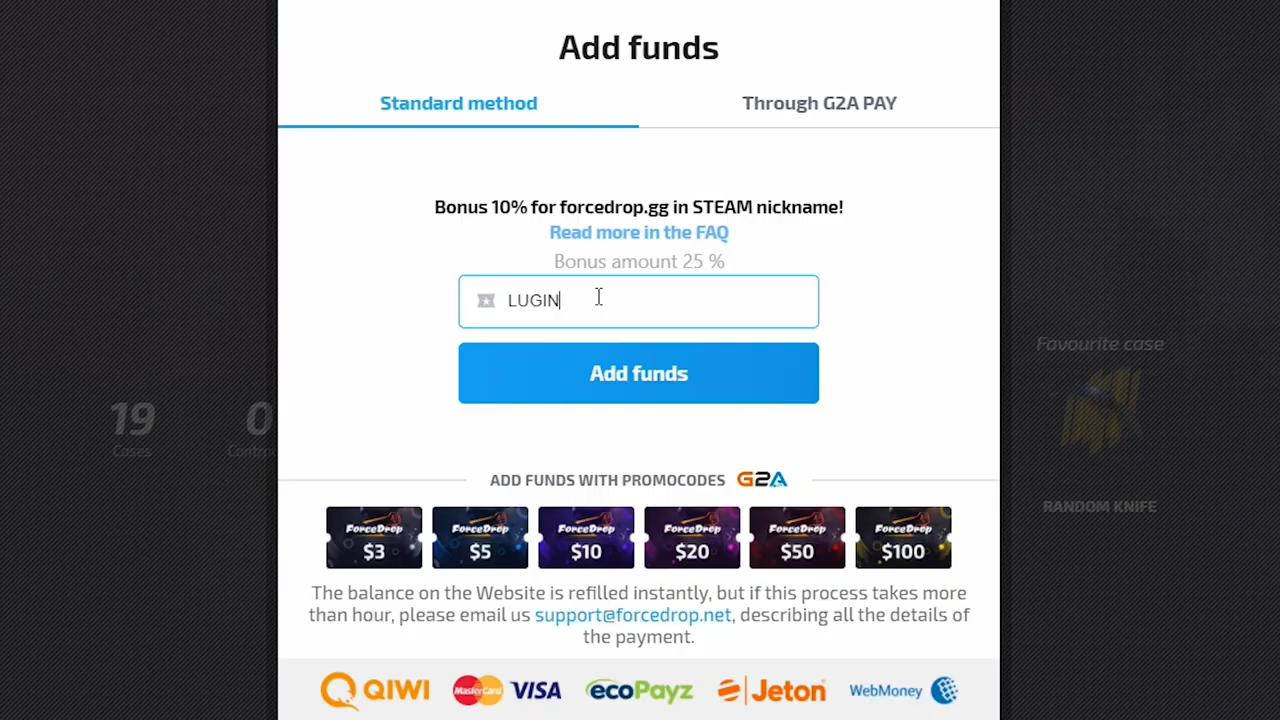 Add funds
Standard method
Through G2A PAY
Bonus 10% for forcedrop.gg in STEAM nickname!
Read more in the FAQ
Bonus amount 25 %
LUGIN
Add funds
19
Cases
0
Favourite case
RANDOM KNIFE
ADD FUNDS WITH PROMOCODES G2A
ForceDrop ForceDrop ForceDrop ForceDrop ForceDrop ForceDrop
$3 $5 $10 $20 $50 $100
The balance on the Website is refilled instantly, but if this process takes more
than hour, please email us support@forcedrop.net, describing all the details of
the payment.
QIWI MasterCard VISA ecoPayz Jeton WebMoney